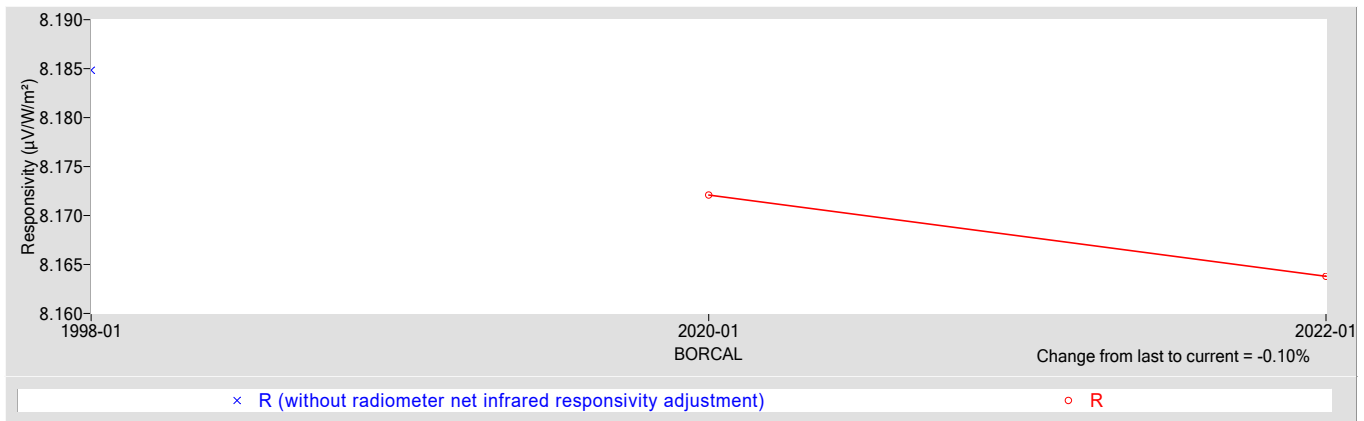 8.190
8.185
8.180
8.175
8.170
8.165
8.160
Responsivity (µV/W/m²)
1998-01 2020-01 2022-01
BORCAL
Change from last to current = -0.10%
× R (without radiometer net infrared responsivity adjustment) R